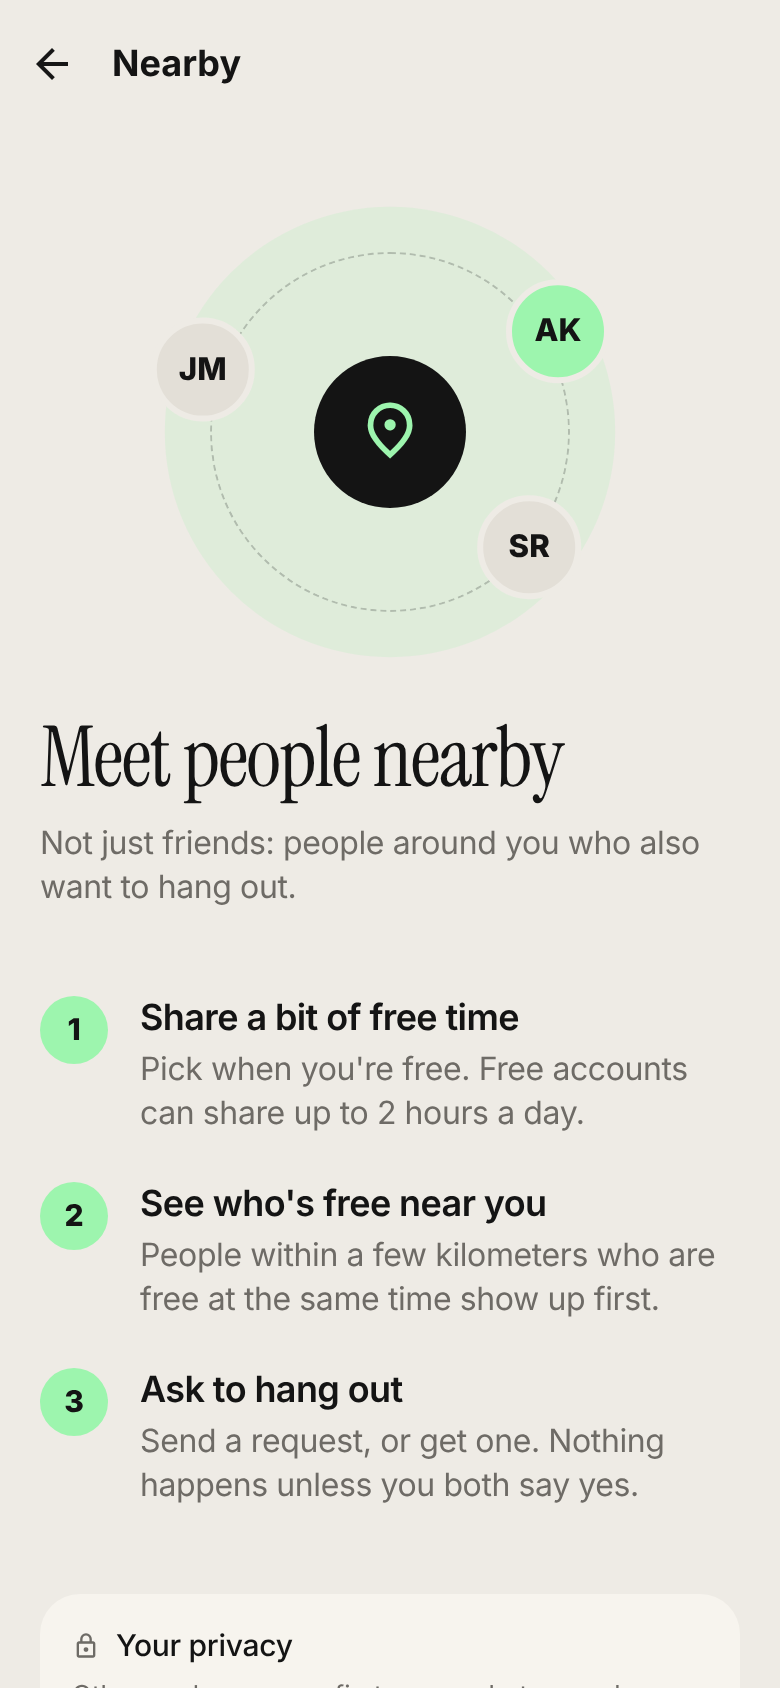 Nearby
JM
AK
SR
Meet people nearby
Not just friends: people around you who also
want to hang out.
1
Share a bit of free time
Pick when you're free. Free accounts
can share up to 2 hours a day.
2
See who's free near you
People within a few kilometers who are
free at the same time show up first.
3
Ask to hang out
Send a request, or get one. Nothing
happens unless you both say yes.
Your privacy